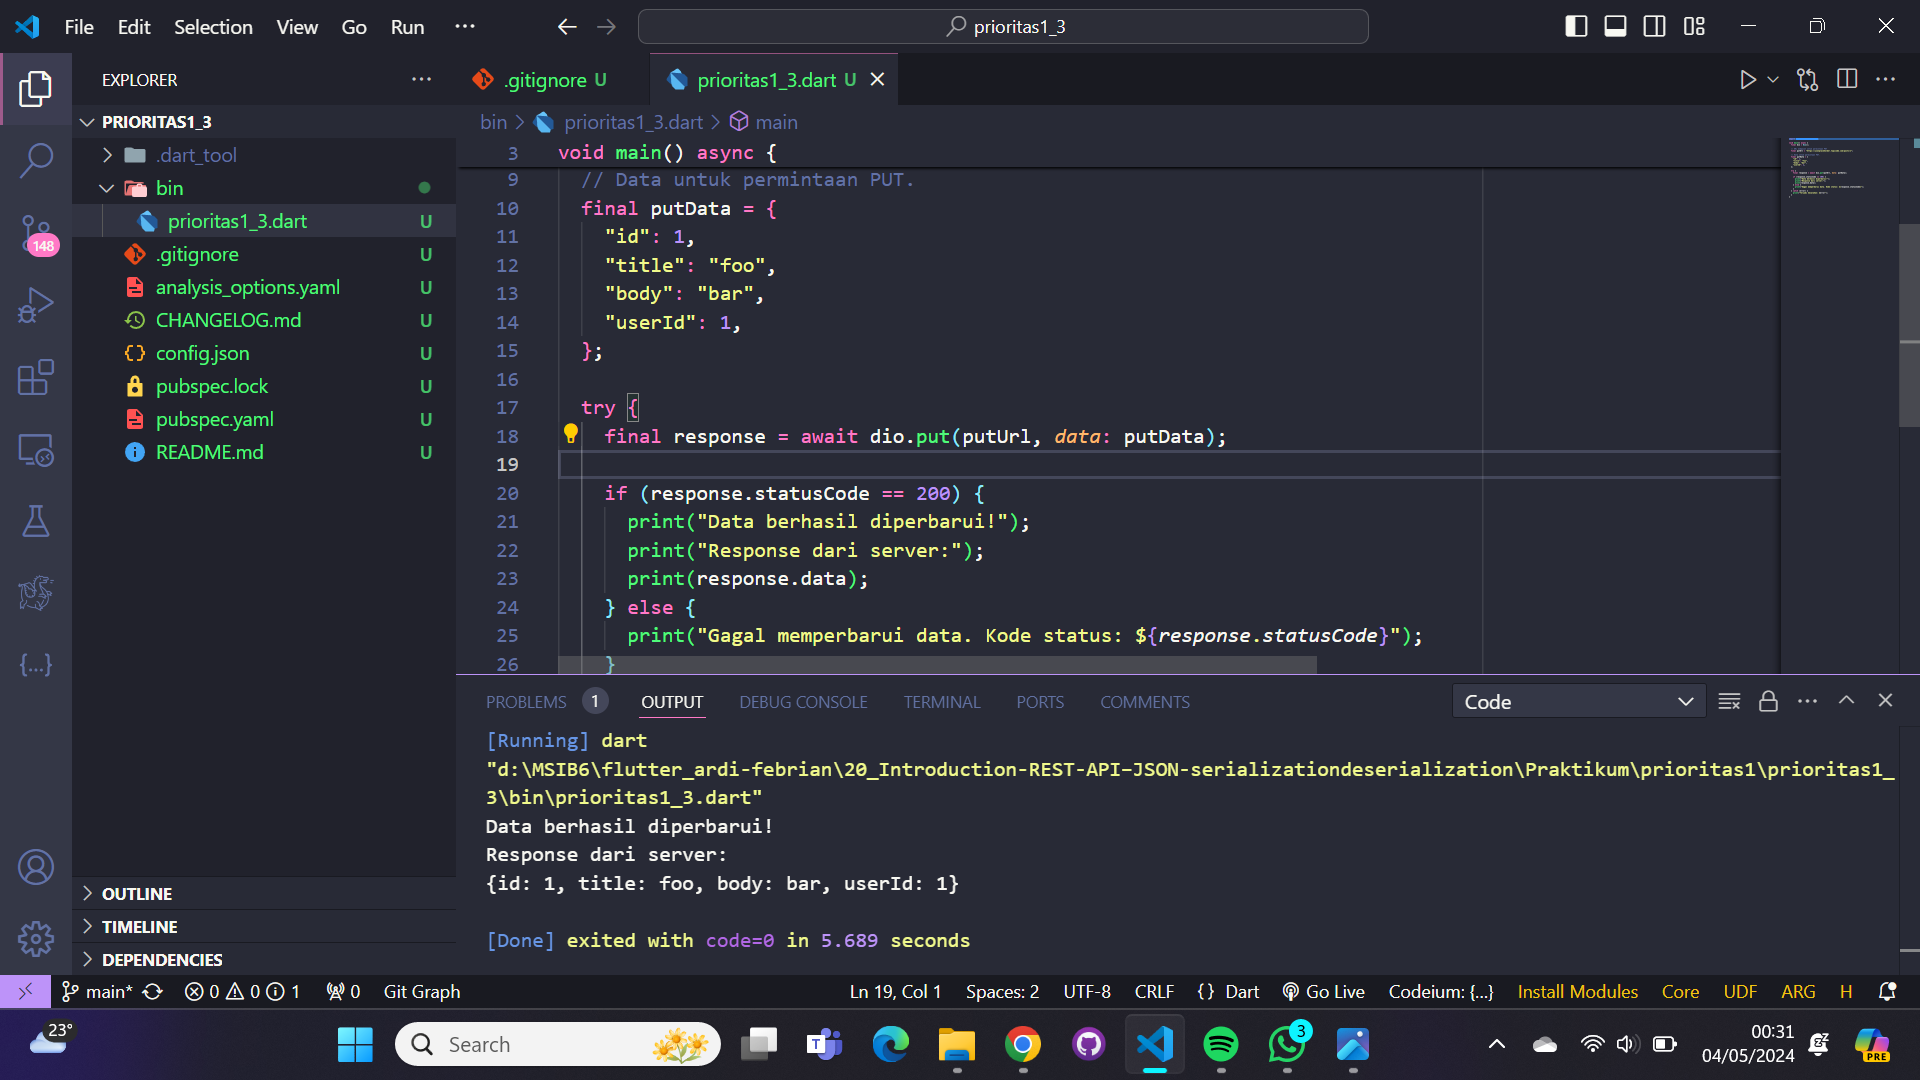 File Edit Selection View Go Run ···
prioritas1_3
EXPLORER ···
.gitignore U
prioritas1_3.dart U
PRIORITAS1_3
.dart_tool
bin
prioritas1_3.dart U
.gitignore U
analysis_options.yaml U
CHANGELOG.md U
config.json U
pubspec.lock U
pubspec.yaml U
README.md U
148
OUTLINE
TIMELINE
DEPENDENCIES
bin > prioritas1_3.dart > main
3 void main() async {
9 // Data untuk permintaan PUT.
10 final putData = {
11 "id": 1,
12 "title": "foo",
13 "body": "bar",
14 "userId": 1,
15 };
16
17 try {
18 final response = await dio.put(putUrl, data: putData);
19
20 if (response.statusCode == 200) {
21 print("Data berhasil diperbarui!");
22 print("Response dari server:");
23 print(response.data);
24 } else {
25 print("Gagal memperbarui data. Kode status: ${response.statusCode}");
26 }
PROBLEMS 1 OUTPUT DEBUG CONSOLE TERMINAL PORTS COMMENTS
Code
[Running] dart
"d:\MSIB6\flutter_ardi-febrian\20_Introduction-REST-API–JSON-serializationdeserialization\Praktikum\prioritas1\prioritas1_
3\bin\prioritas1_3.dart"
Data berhasil diperbarui!
Response dari server:
{id: 1, title: foo, body: bar, userId: 1}
[Done] exited with code=0 in 5.689 seconds
main* 0 0 1 0 Git Graph
Ln 19, Col 1 Spaces: 2 UTF-8 CRLF {} Dart Go Live Codeium: {...} Install Modules Core UDF ARG H
23°
Search
3
00:31
04/05/2024
PRE